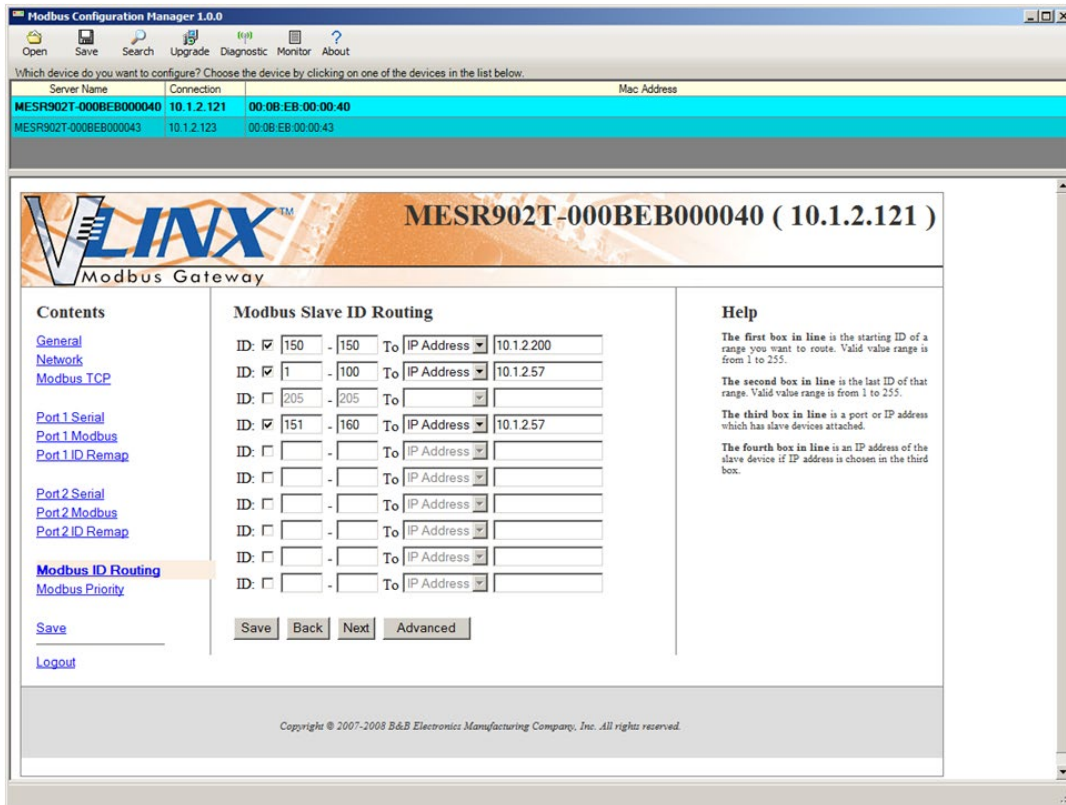 Modbus Configuration Manager 1.0.0
Open Save Search Upgrade Diagnostic Monitor About
Which device do you want to configure? Choose the device by clicking on one of the devices in the list below.
Server Name Connection Mac Address
MESR902T-000BEB000040 10.1.2.121 00:0B:EB:00:00:40
MESR902T-000BEB000043 10.1.2.123 00:0B:EB:00:00:43
VLINX TM
Modbus Gateway
MESR902T-000BEB000040 ( 10.1.2.121 )
Contents
General
Network
Modbus TCP
Port 1 Serial
Port 1 Modbus
Port 1 ID Remap
Port 2 Serial
Port 2 Modbus
Port 2 ID Remap
Modbus ID Routing
Modbus Priority
Save
Logout
Modbus Slave ID Routing
ID: 150 - 150 To IP Address 10.1.2.200
ID: 1 - 100 To IP Address 10.1.2.57
ID: 205 - 205 To
ID: 151 - 160 To IP Address 10.1.2.57
ID: - To IP Address
ID: - To IP Address
ID: - To IP Address
ID: - To IP Address
ID: - To IP Address
ID: - To IP Address
Save Back Next Advanced
Help
The first box in line is the starting ID of a
range you want to route. Valid value range is
from 1 to 255.
The second box in line is the last ID of that
range. Valid value range is from 1 to 255.
The third box in line is a port or IP address
which has slave devices attached.
The fourth box in line is an IP address of the
slave device if IP address is chosen in the third
box.
Copyright © 2007-2008 B&B Electronics Manufacturing Company, Inc. All rights reserved.